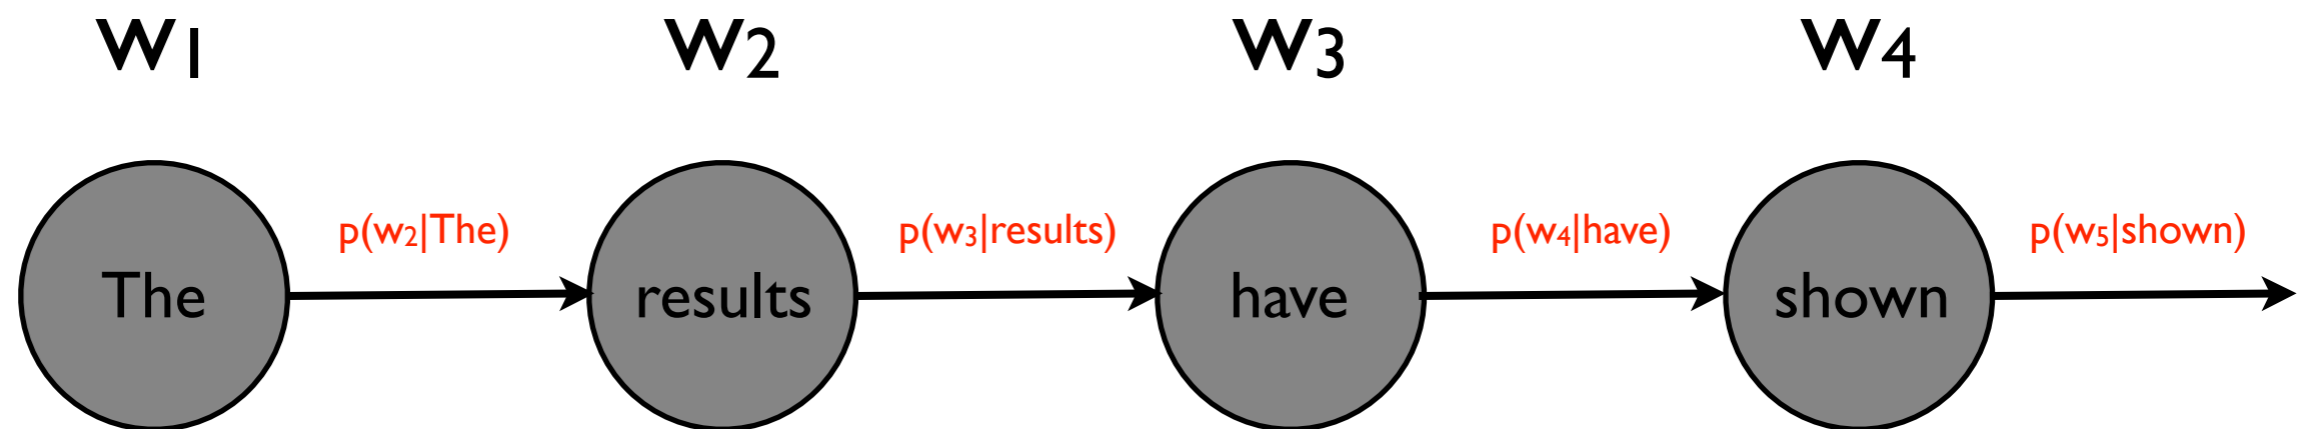 w1 w2 w3 w4
p(w2|The) p(w3|results) p(w4|have) p(w5|shown)
The results have shown